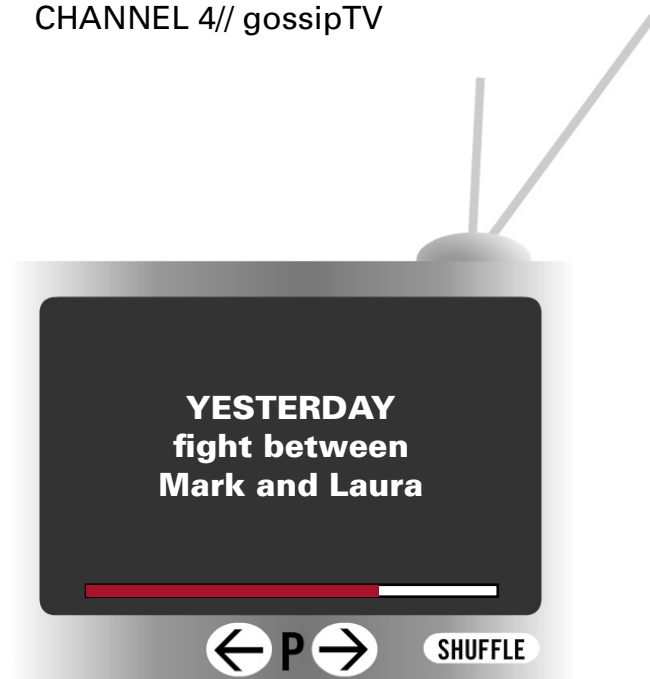 CHANNEL 4// gossipTV
YESTERDAY
fight between
Mark and Laura
P
SHUFFLE